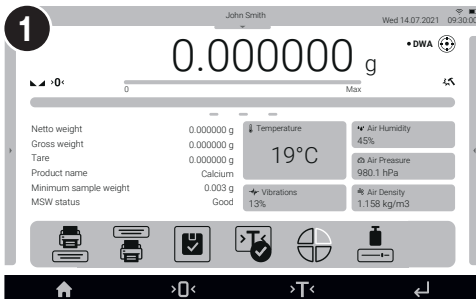 1
John Smith
Wed 14.07.2021 09:30:00
0.000000 g
• DWA
>0<
0 Max
Netto weight 0.000000 g
Gross weight 0.000000 g
Tare 0.000000 g
Product name Calcium
Minimum sample weight 0.003 g
MSW status Good
Temperature
19°C
Vibrations
13%
Air Humidity
45%
Air Preasure
980.1 hPa
Air Density
1.158 kg/m3
>T<
>0<
>T<